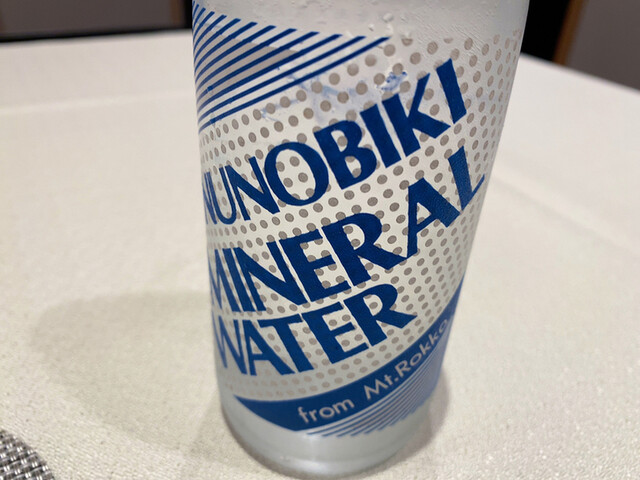 NUNOBIKI
MINERAL
WATER
from Mt.Rokko